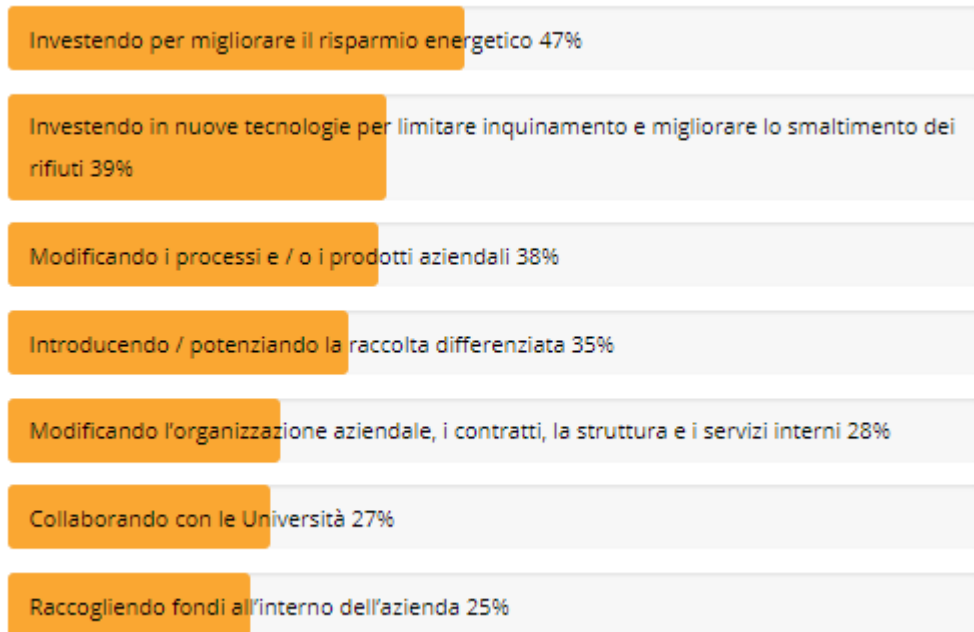 Investendo per migliorare il risparmio energetico 47%
Investendo in nuove tecnologie per limitare inquinamento e migliorare lo smaltimento dei
rifiuti 39%
Modificando i processi e / o i prodotti aziendali 38%
Introducendo / potenziando la raccolta differenziata 35%
Modificando l’organizzazione aziendale, i contratti, la struttura e i servizi interni 28%
Collaborando con le Università 27%
Raccogliendo fondi all’interno dell’azienda 25%